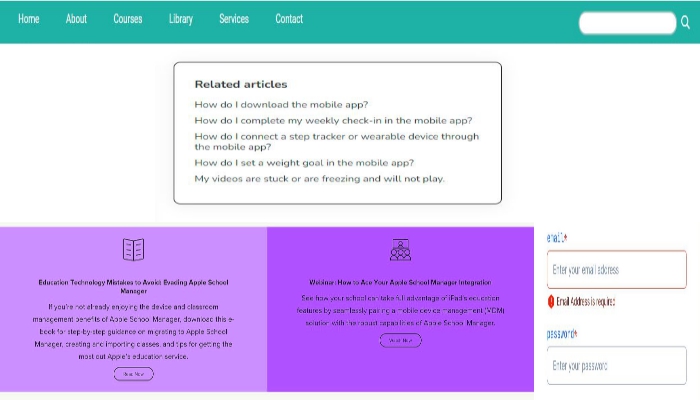 Home About Courses Library Services Contact
Related articles
How do I download the mobile app?
How do I complete my weekly check-in in the mobile app?
How do I connect a step tracker or wearable device through
the mobile app?
How do I set a weight goal in the mobile app?
My videos are stuck or are freezing and will not play.
Education Technology Mistakes to Avoid: Evading Apple School
Manager
If you're not already enjoying the device and classroom
management benefits of Apple School Manager, download this e-
book for step-by-step guidance on migrating to Apple School
Manager, creating and importing classes, and tips for getting the
most out Apple's education service.
Read Now
Webinar: How to Ace Your Apple School Manager Integration
See how your school can take full advantage of iPad's education
features by seamlessly pairing a mobile device management (MDM)
solution with the robust capabilities of Apple School Manager.
Watch Now
email*
Enter your email address
Email Address is required
password*
Enter your password